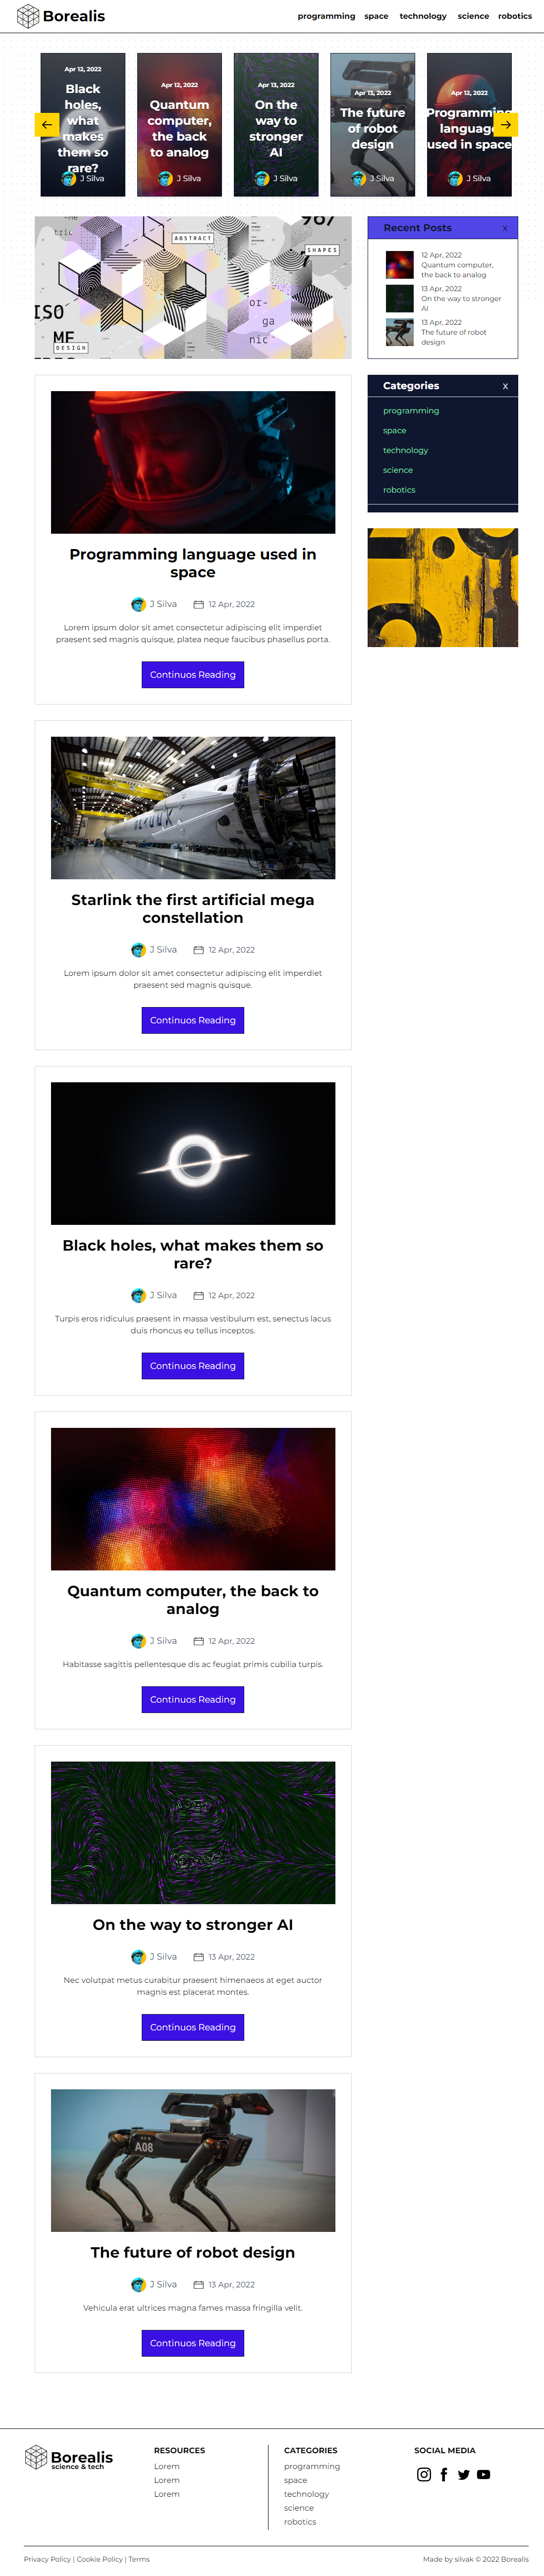 Borealis
programming space technology science robotics
Apr 12, 2022
Black
holes,
what
makes
them so
rare?
J Silva
Apr 12, 2022
Quantum
computer,
the back
to analog
J Silva
Apr 13, 2022
On the
way to
stronger
AI
J Silva
Apr 13, 2022
The future
of robot
design
J Silva
Apr 12, 2022
Programming
language
used in space
J Silva
ABSTRACT
SHAPES
ISO
or-
ga
nic
DESIGN
Recent Posts X
12 Apr, 2022
Quantum computer,
the back to analog
13 Apr, 2022
On the way to stronger
AI
13 Apr, 2022
The future of robot
design
Categories X
programming
space
technology
science
robotics
Programming language used in
space
J Silva 12 Apr, 2022
Lorem ipsum dolor sit amet consectetur adipiscing elit imperdiet
praesent sed magnis quisque, platea neque faucibus phasellus porta.
Continuos Reading
Starlink the first artificial mega
constellation
J Silva 12 Apr, 2022
Lorem ipsum dolor sit amet consectetur adipiscing elit imperdiet
praesent sed magnis quisque.
Continuos Reading
Black holes, what makes them so
rare?
J Silva 12 Apr, 2022
Turpis eros ridiculus praesent in massa vestibulum est, senectus lacus
duis rhoncus eu tellus inceptos.
Continuos Reading
Quantum computer, the back to
analog
J Silva 12 Apr, 2022
Habitasse sagittis pellentesque dis ac feugiat primis cubilia turpis.
Continuos Reading
On the way to stronger AI
J Silva 13 Apr, 2022
Nec volutpat metus curabitur praesent himenaeos at eget auctor
magnis est placerat montes.
Continuos Reading
A08
The future of robot design
J Silva 13 Apr, 2022
Vehicula erat ultrices magna fames massa fringilla velit.
Continuos Reading
Borealis
science & tech
RESOURCES
Lorem
Lorem
Lorem
CATEGORIES
programming
space
technology
science
robotics
SOCIAL MEDIA
Privacy Policy | Cookie Policy | Terms
Made by silvak © 2022 Borealis